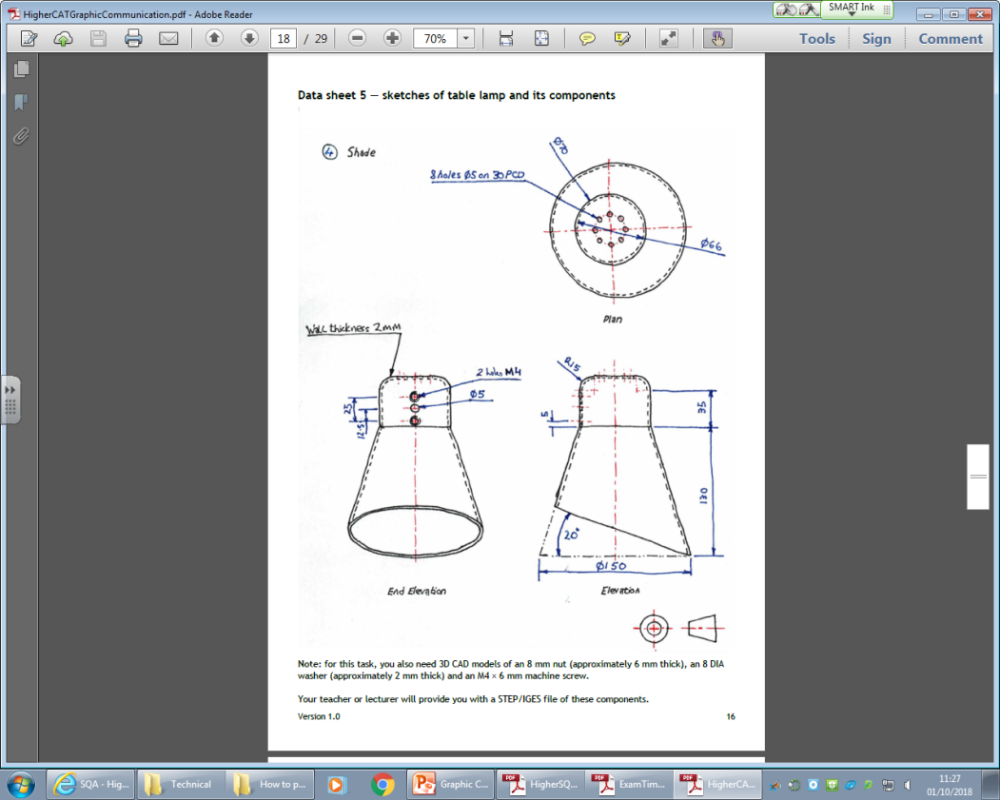 HigherCATGraphicCommunication.pdf - Adobe Reader
SMART Ink
18 / 29
70%
Tools Sign Comment
Data sheet 5 — sketches of table lamp and its components
4 Shade
Ø70
8 holes Ø5 on 30 PCD
Ø66
Plan
Wall thickness 2MM
2 holes M4
Ø5
25
12.5
R15
5
35
130
20°
Ø150
End Elevation
Elevation
Note: for this task, you also need 3D CAD models of an 8 mm nut (approximately 6 mm thick), an 8 DIA
washer (approximately 2 mm thick) and an M4 × 6 mm machine screw.
Your teacher or lecturer will provide you with a STEP/IGES file of these components.
Version 1.0 16
SQA - Hig... Technical How to p... Graphic C... HigherSQ... ExamTim... HigherCA...
11:27
01/10/2018